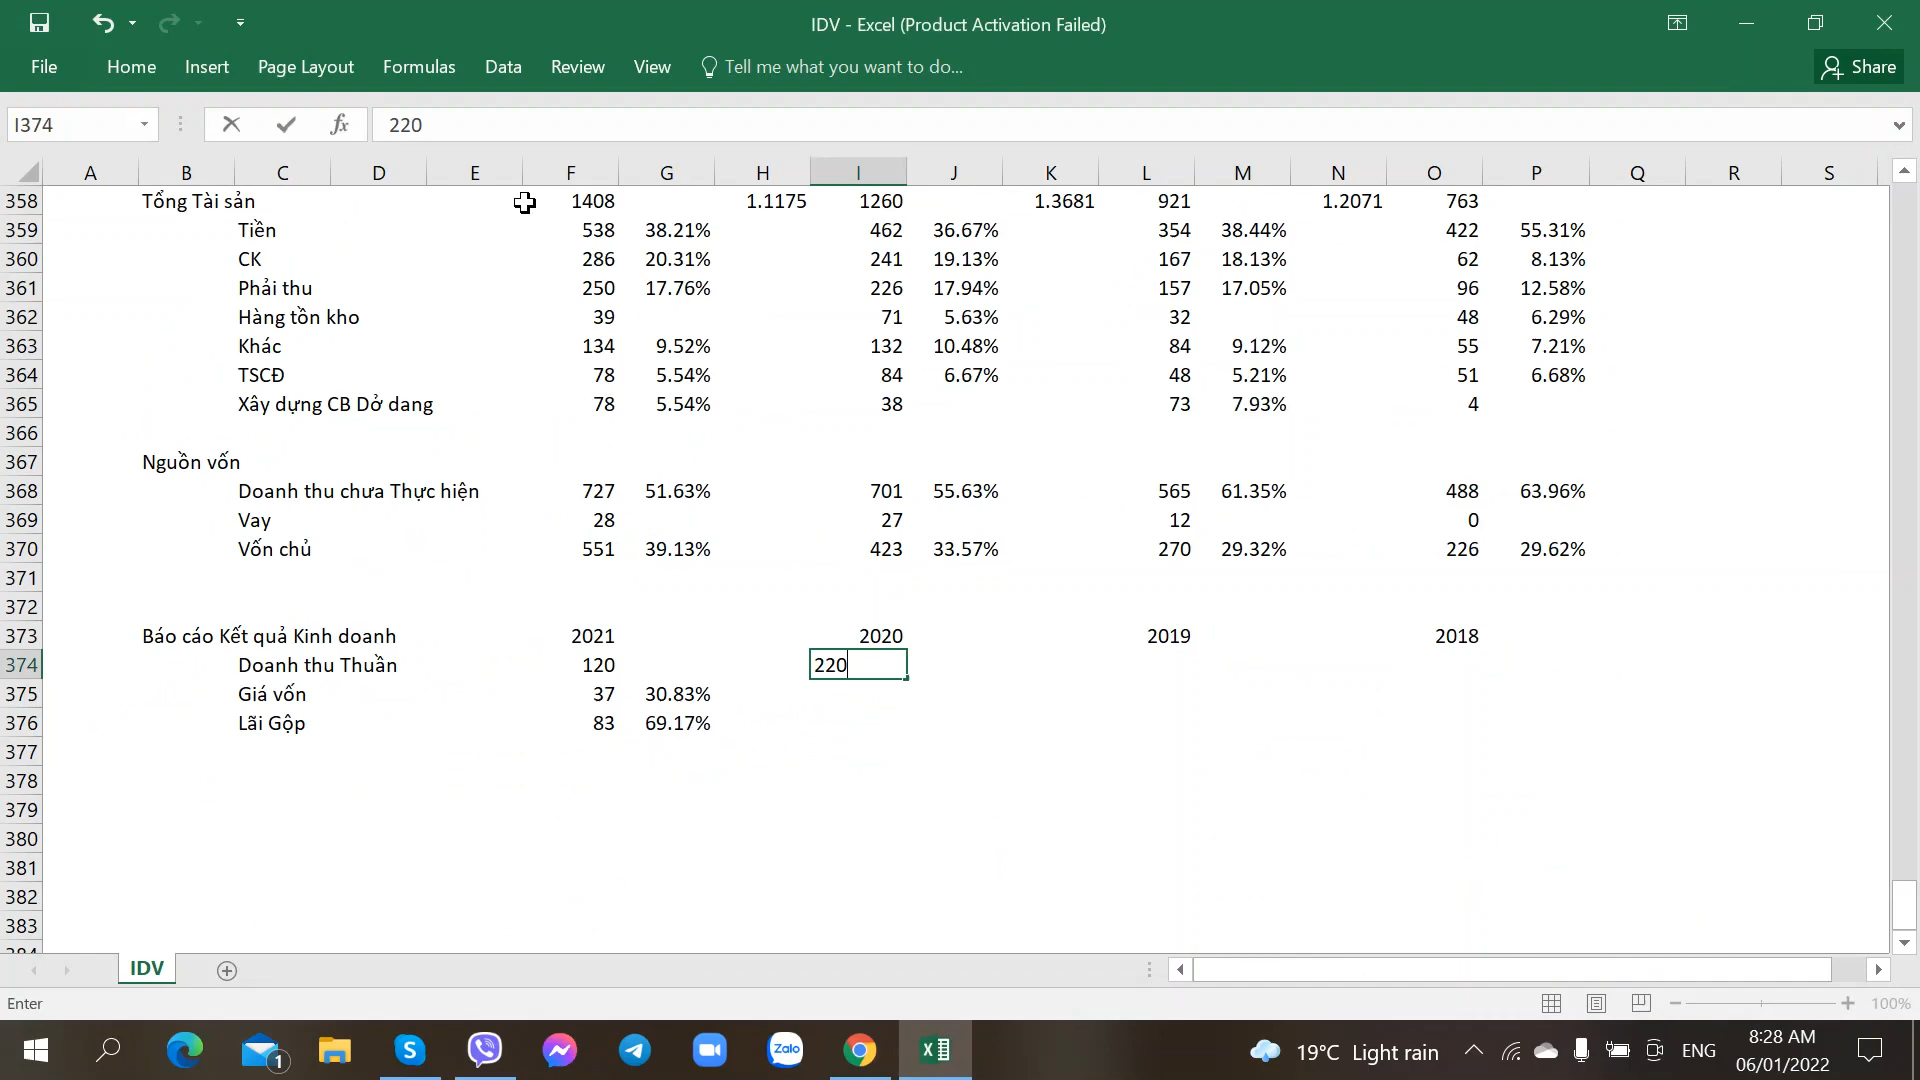 IDV - Excel (Product Activation Failed)
File Home Insert Page Layout Formulas Data Review View Tell me what you want to do... Share
I374 fx 220
A B C D E F G H I J K L M N O P Q R S
358 Tổng Tài sản 1408 1.1175 1260 1.3681 921 1.2071 763
359 Tiền 538 38.21% 462 36.67% 354 38.44% 422 55.31%
360 CK 286 20.31% 241 19.13% 167 18.13% 62 8.13%
361 Phải thu 250 17.76% 226 17.94% 157 17.05% 96 12.58%
362 Hàng tồn kho 39 71 5.63% 32 48 6.29%
363 Khác 134 9.52% 132 10.48% 84 9.12% 55 7.21%
364 TSCĐ 78 5.54% 84 6.67% 48 5.21% 51 6.68%
365 Xây dựng CB Dở dang 78 5.54% 38 73 7.93% 4
366
367 Nguồn vốn
368 Doanh thu chưa Thực hiện 727 51.63% 701 55.63% 565 61.35% 488 63.96%
369 Vay 28 27 12 0
370 Vốn chủ 551 39.13% 423 33.57% 270 29.32% 226 29.62%
371
372
373 Báo cáo Kết quả Kinh doanh 2021 2020 2019 2018
374 Doanh thu Thuần 120 220
375 Giá vốn 37 30.83%
376 Lãi Gộp 83 69.17%
377
378
379
380
381
382
383
384
IDV
Enter 100%
1 S Zalo 19°C Light rain ENG 8:28 AM
06/01/2022